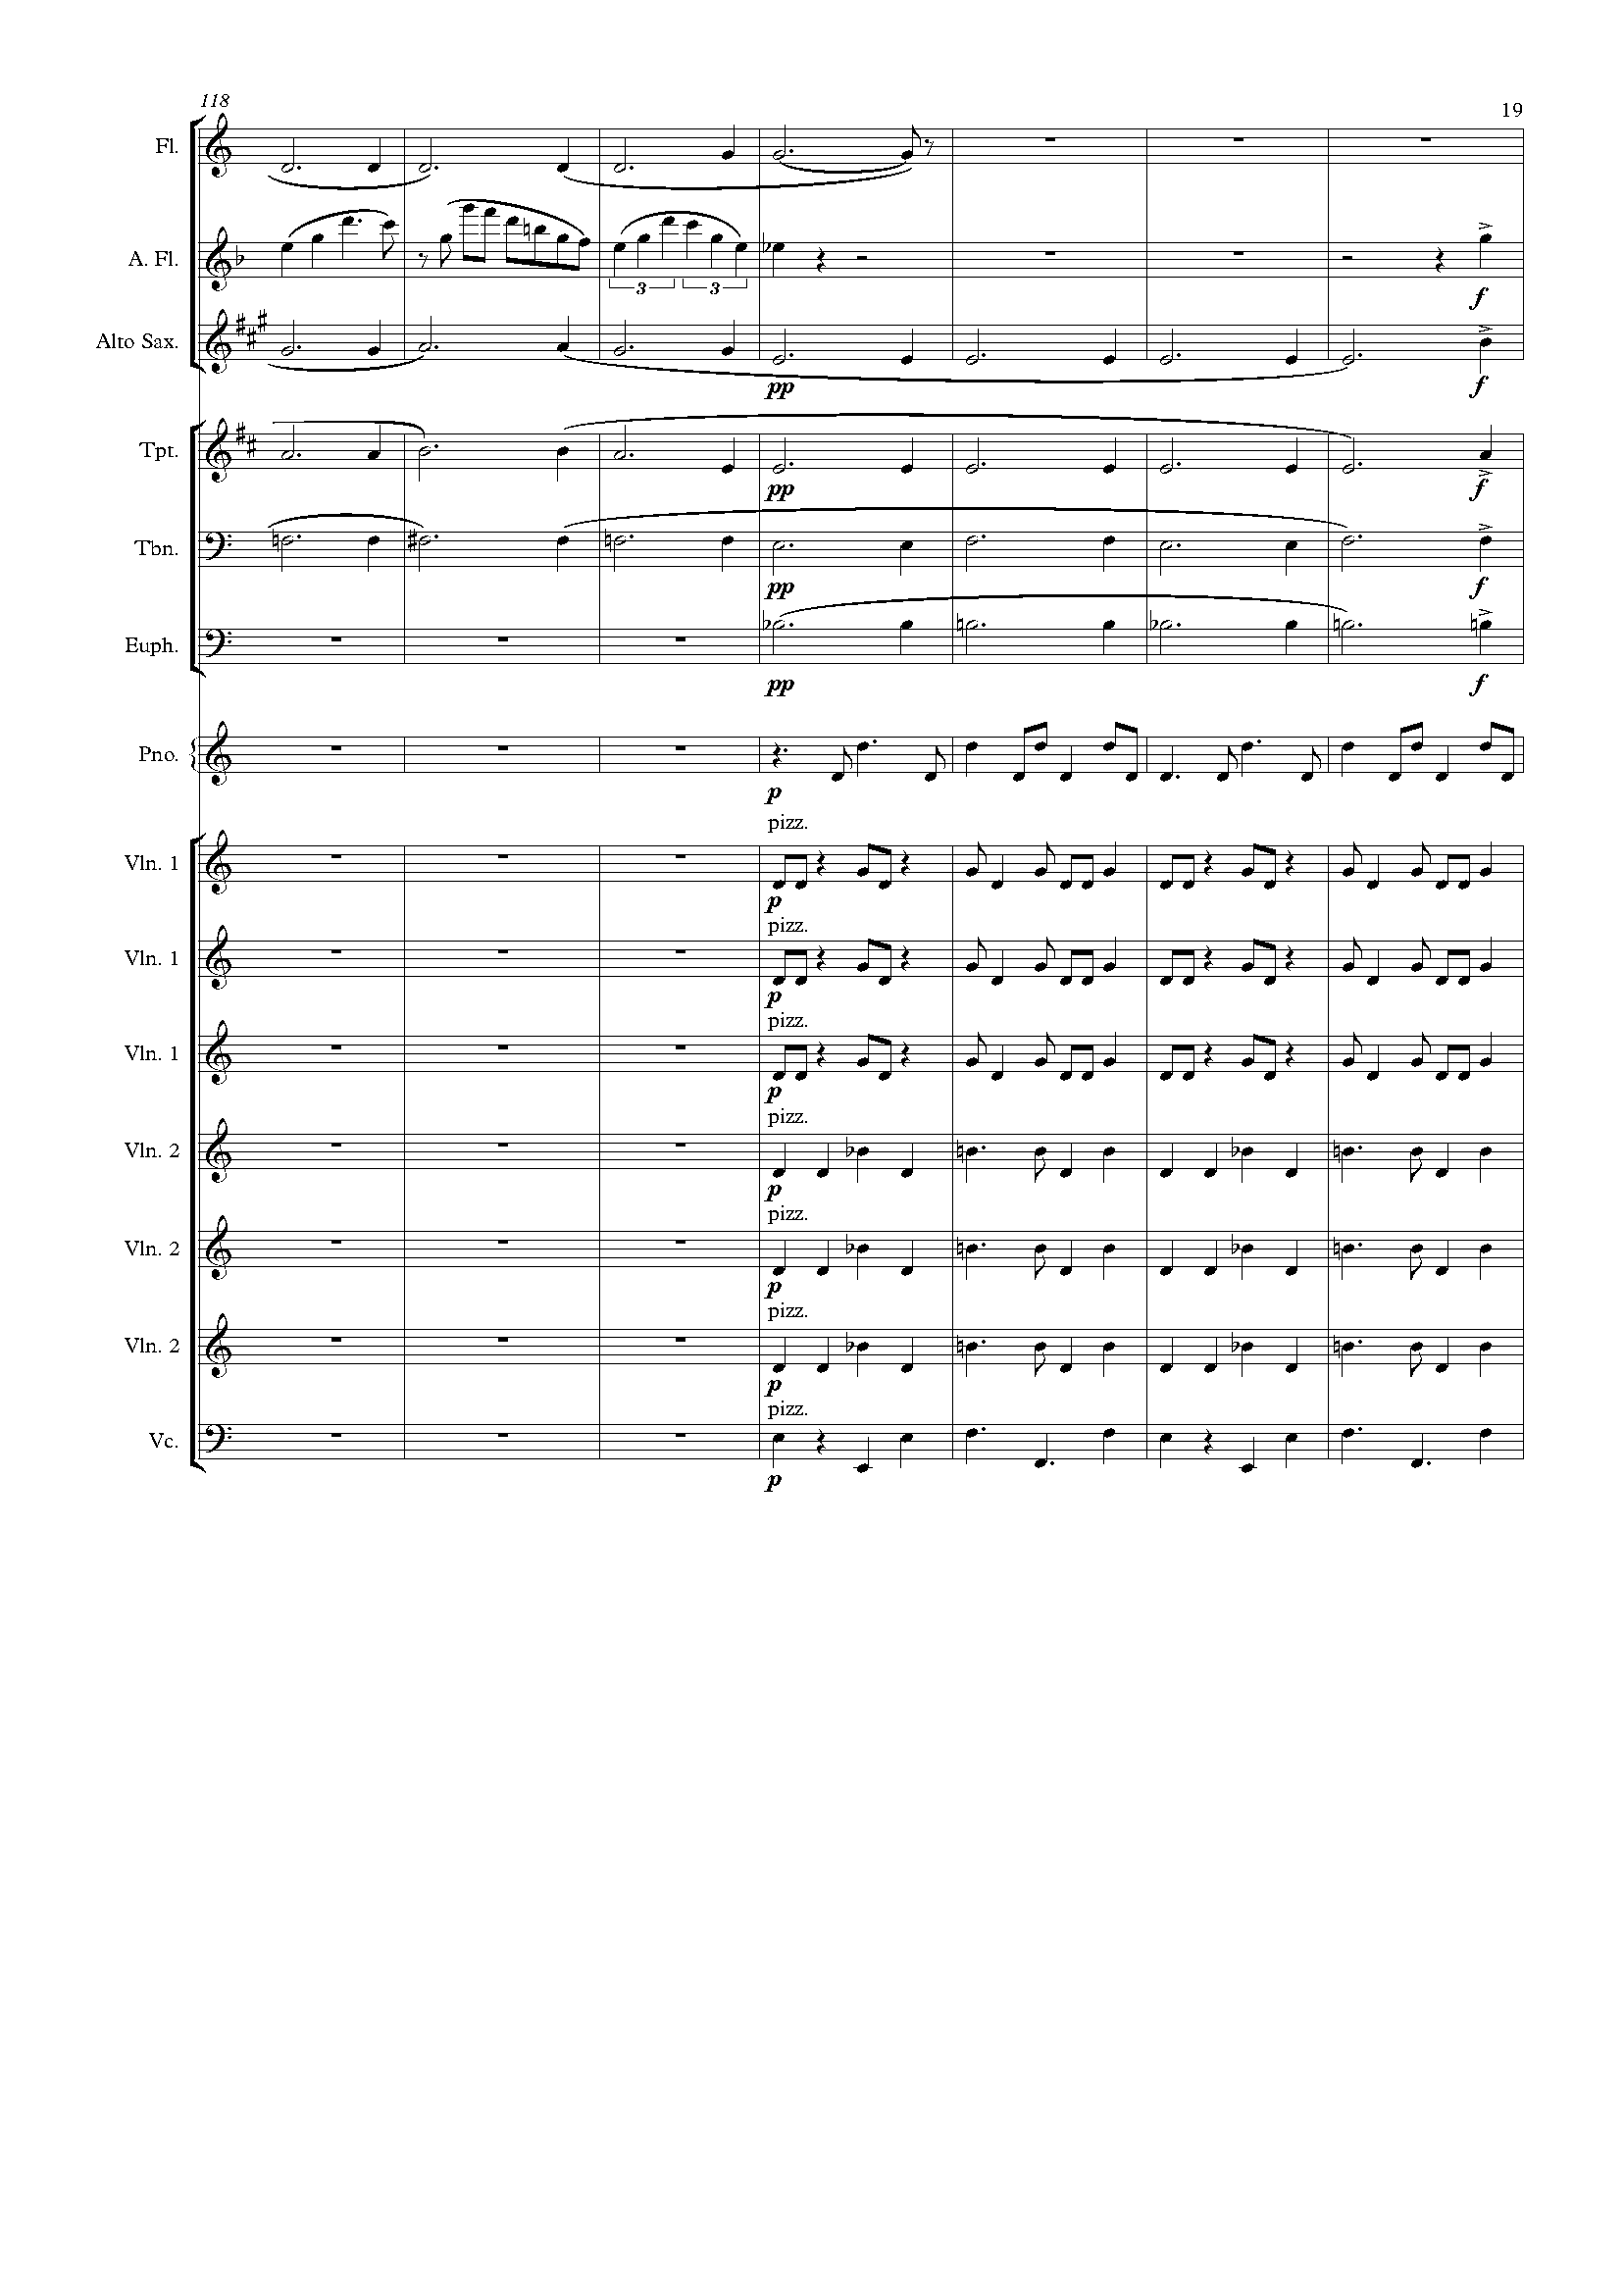 118
19
Fl.
A. Fl.
3 3
f
Alto Sax.
pp f
Tpt.
pp f
Tbn.
pp f
Euph.
pp f
Pno.
p
pizz.
Vln. 1
p
pizz.
Vln. 1
p
pizz.
Vln. 1
p
pizz.
Vln. 2
p
pizz.
Vln. 2
p
pizz.
Vln. 2
p
pizz.
Vc.
p